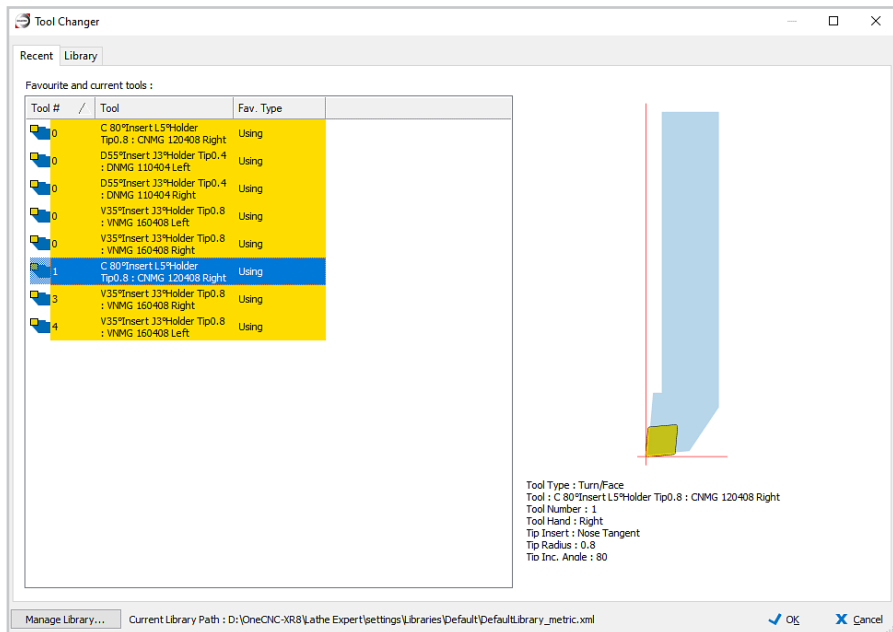 Tool Changer
Recent Library
Favourite and current tools :
Tool # / Tool Fav. Type
0 C 80°Insert L5°Holder Using
Tip0.8 : CNMG 120408 Right
0 D55°Insert J3°Holder Tip0.4 Using
: DNMG 110404 Left
0 D55°Insert J3°Holder Tip0.4 Using
: DNMG 110404 Right
0 V35°Insert J3°Holder Tip0.8 Using
: VNMG 160408 Left
0 V35°Insert J3°Holder Tip0.8 Using
: VNMG 160408 Right
1 C 80°Insert L5°Holder Using
Tip0.8 : CNMG 120408 Right
3 V35°Insert J3°Holder Tip0.8 Using
: VNMG 160408 Right
4 V35°Insert J3°Holder Tip0.8 Using
: VNMG 160408 Left
Tool Type : Turn/Face
Tool : C 80°Insert L5°Holder Tip0.8 : CNMG 120408 Right
Tool Number : 1
Tool Hand : Right
Tip Insert : Nose Tangent
Tip Radius : 0.8
Tip Inc. Angle : 80
Manage Library... Current Library Path : D:\OneCNC-XR8\Lathe Expert\settings\Libraries\Default\DefaultLibrary_metric.xml OK Cancel